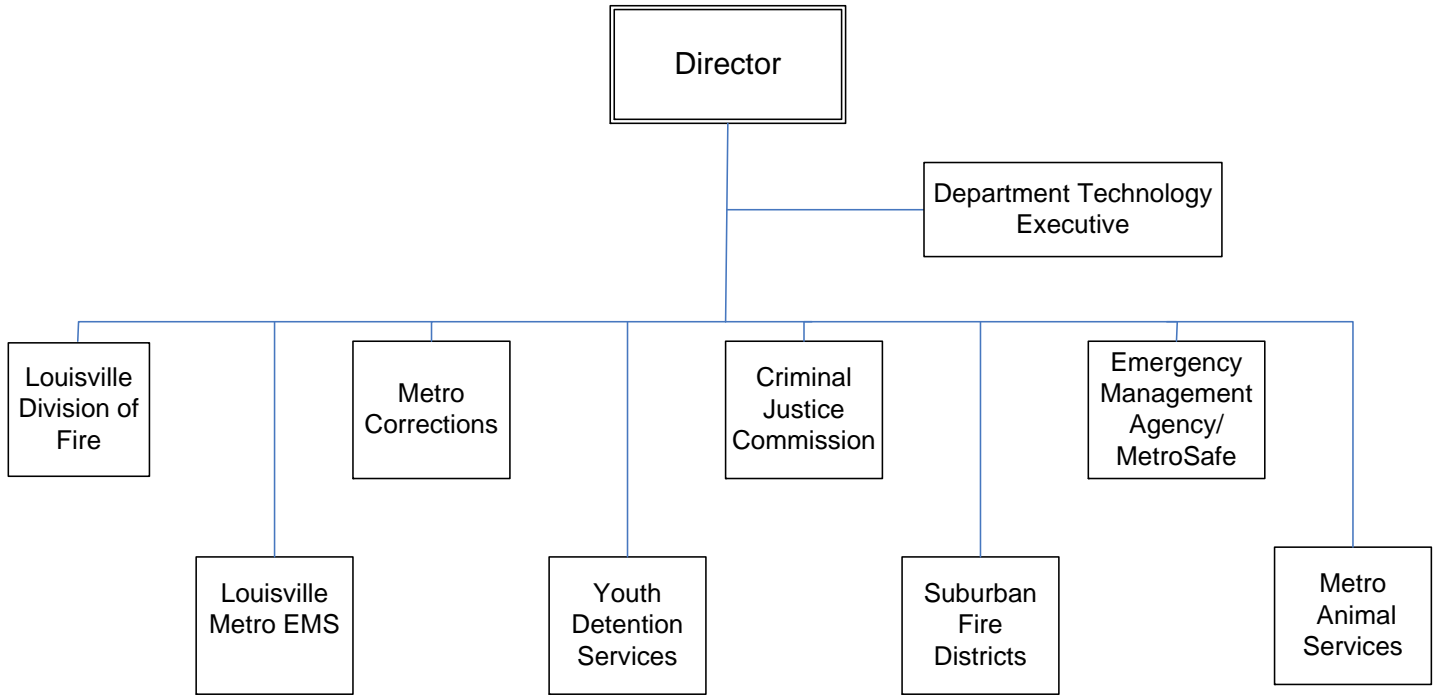 Director
Department Technology
Executive
Louisville
Division of
Fire
Metro
Corrections
Criminal
Justice
Commission
Emergency
Management
Agency/
MetroSafe
Louisville
Metro EMS
Youth
Detention
Services
Suburban
Fire
Districts
Metro
Animal
Services